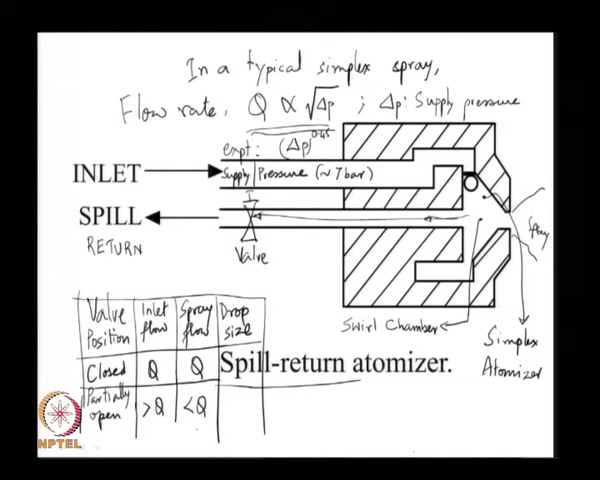 In a typical simplex spray,
Flow rate, Q ∝ √Δp ; Δp: Supply pressure
expt: (Δp)^0.45
INLET
Supply Pressure (~7bar)
SPILL
RETURN
Valve
Spray
Swirl Chamber
Simplex
Atomizer
Valve Position | Inlet flow | Spray flow | Drop size
Closed | Q | Q
Partially open | >Q | <Q
Spill-return atomizer.
NPTEL